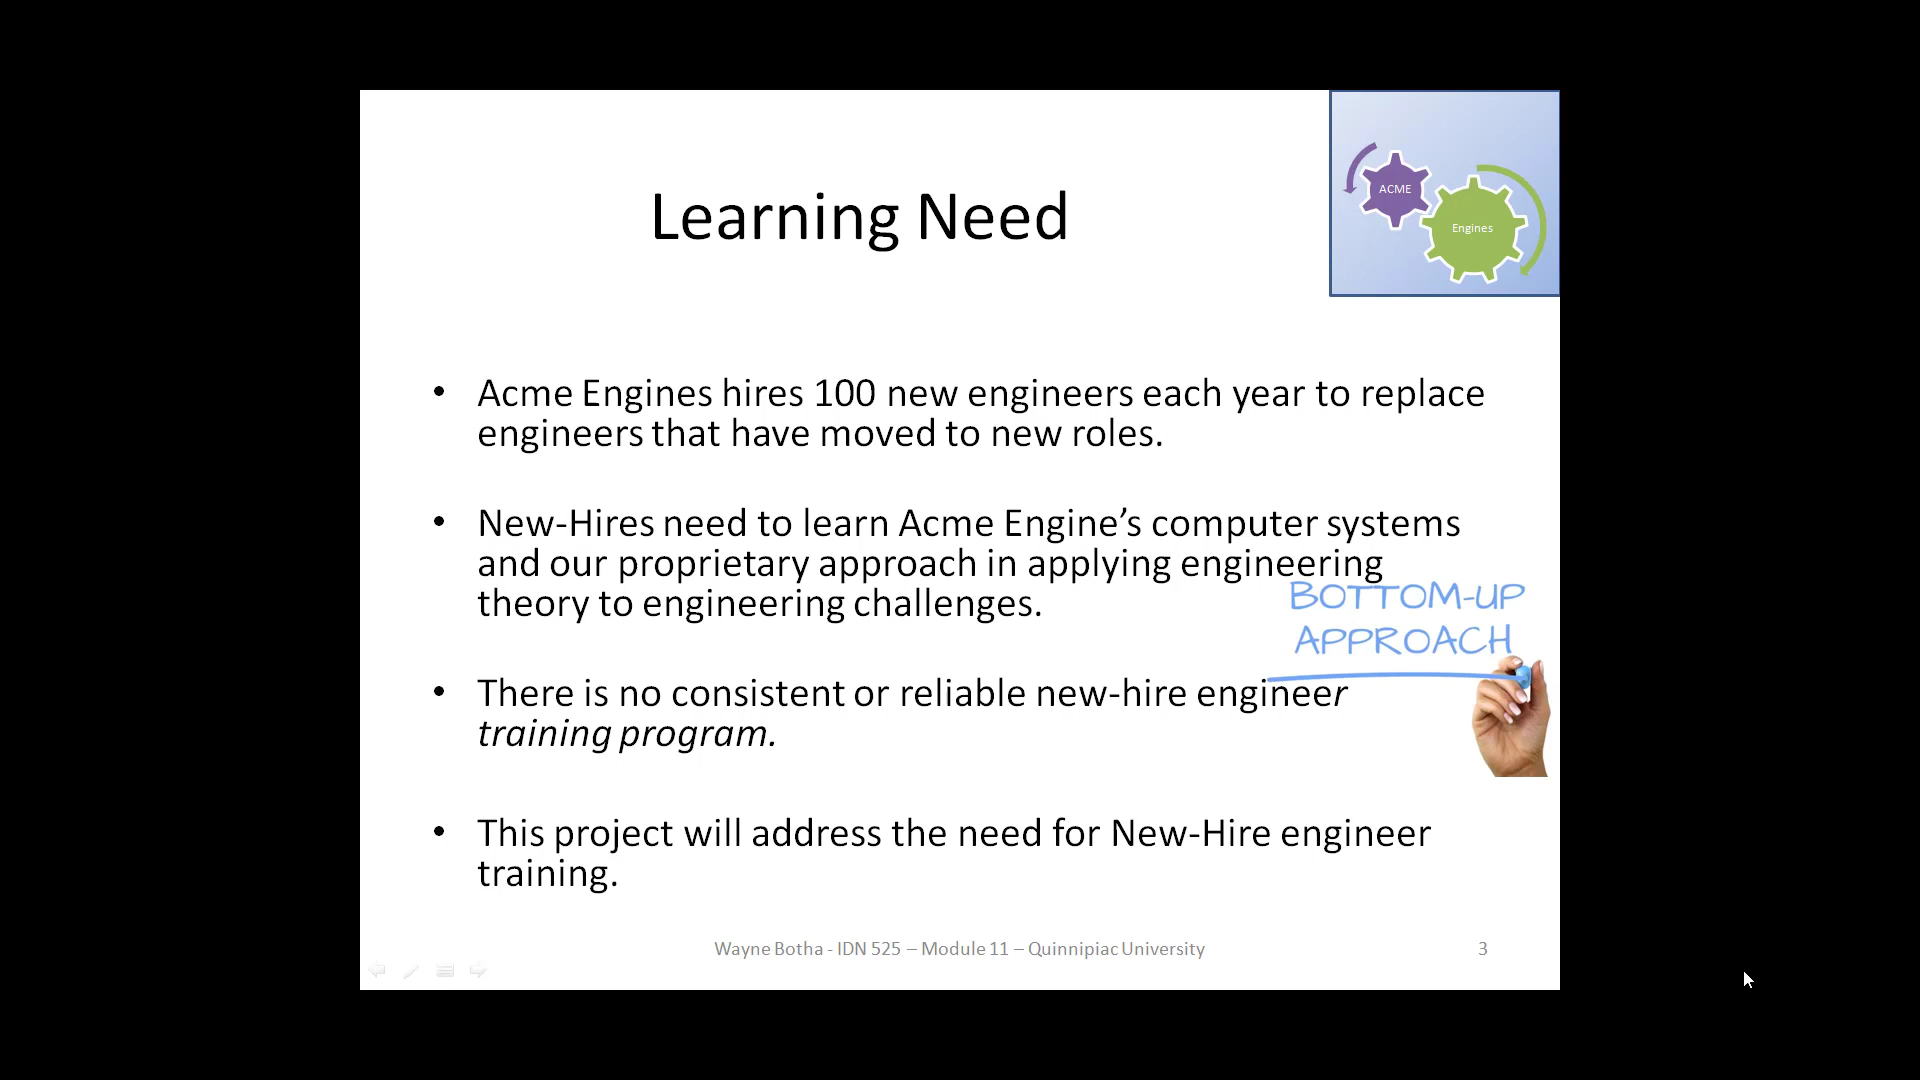 ACME
Engines
Learning Need
• Acme Engines hires 100 new engineers each year to replace
engineers that have moved to new roles.
• New-Hires need to learn Acme Engine’s computer systems
and our proprietary approach in applying engineering
theory to engineering challenges.
BOTTOM-UP
APPROACH
• There is no consistent or reliable new-hire engineer
training program.
• This project will address the need for New-Hire engineer
training.
Wayne Botha - IDN 525 – Module 11 – Quinnipiac University
3